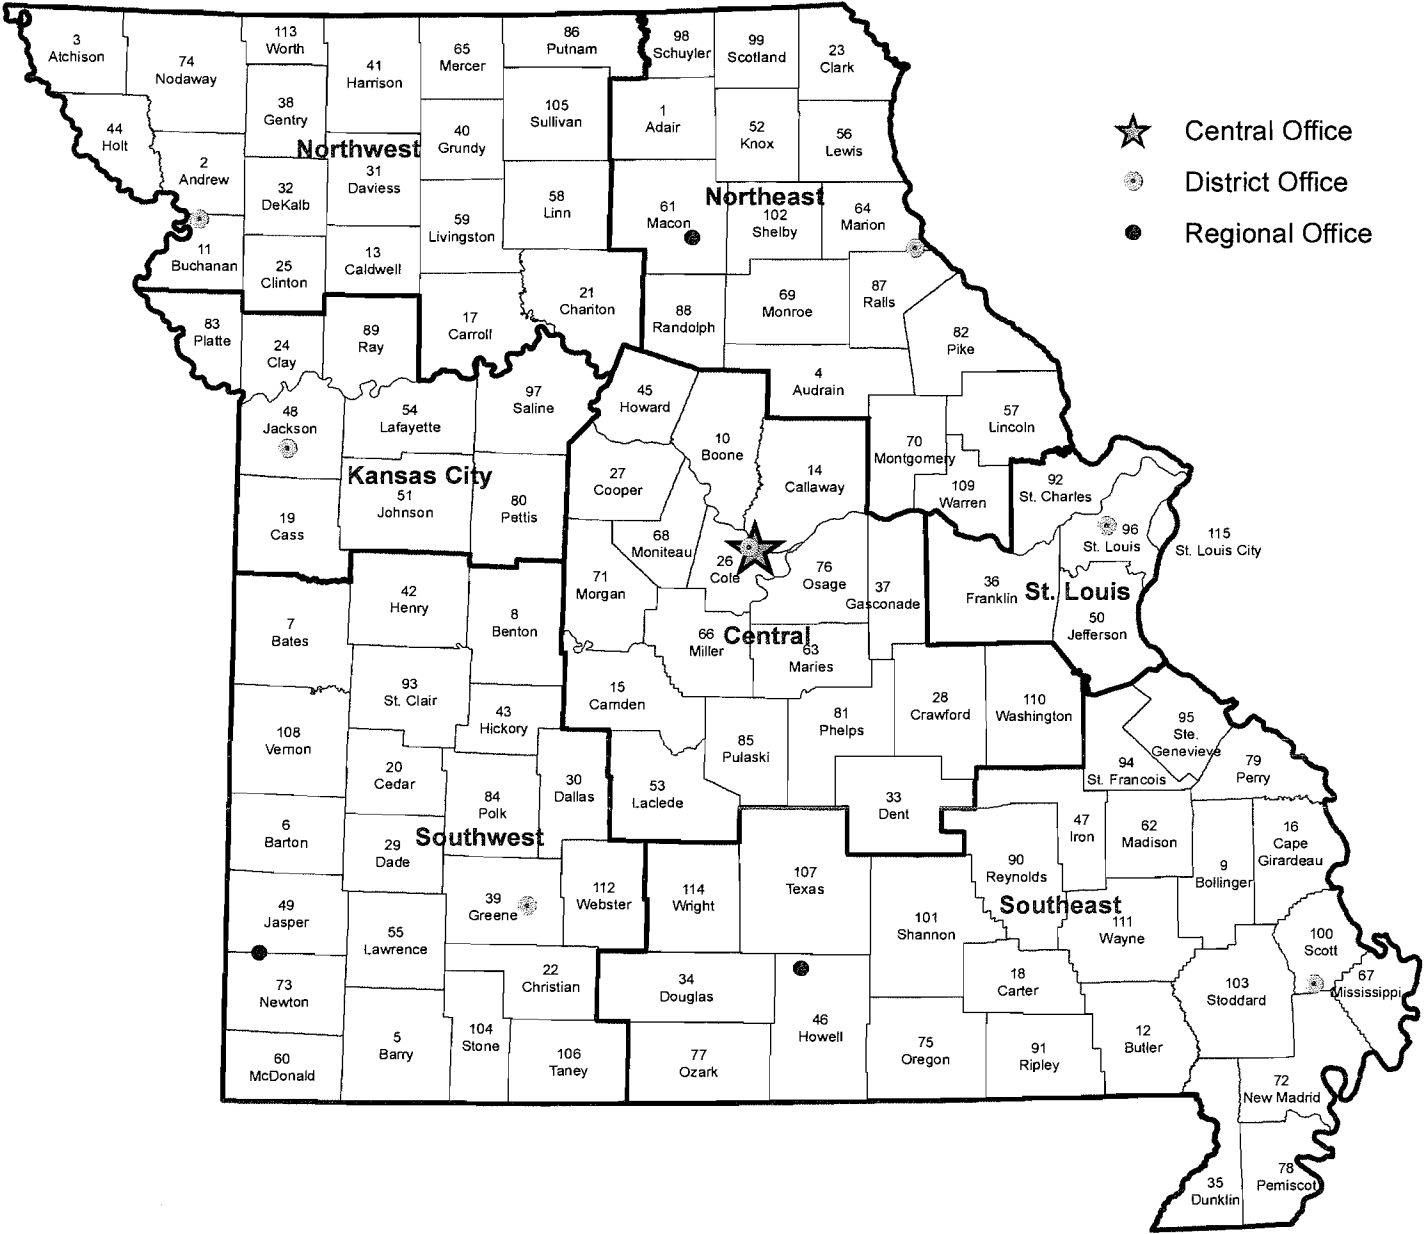 3
Atchison
74
Nodaway
113
Worth
41
Harrison
65
Mercer
86
Putnam
98
Schuyler
99
Scotland
23
Clark
44
Holt
38
Gentry
40
Grundy
105
Sullivan
1
Adair
52
Knox
56
Lewis
Central Office
District Office
Regional Office
Northwest
2
Andrew
32
DeKalb
31
Daviess
59
Livingston
58
Linn
61
Macon
Northeast
102
Shelby
64
Marion
11
Buchanan
25
Clinton
13
Caldwell
17
Carroll
21
Chariton
88
Randolph
69
Monroe
87
Ralls
82
Pike
83
Platte
24
Clay
89
Ray
4
Audrain
48
Jackson
54
Lafayette
97
Saline
45
Howard
10
Boone
57
Lincoln
70
Montgomery
14
Callaway
109
Warren
92
St. Charles
Kansas City
27
Cooper
19
Cass
51
Johnson
80
Pettis
68
Moniteau
26
Cole
76
Osage
37
Gasconade
36
Franklin
96
St. Louis
115
St. Louis City
St. Louis
50
Jefferson
7
Bates
42
Henry
8
Benton
71
Morgan
66
Miller
Central
63
Maries
93
St. Clair
43
Hickory
15
Camden
81
Phelps
28
Crawford
110
Washington
95
Ste.
Genevieve
108
Vernon
20
Cedar
84
Polk
30
Dallas
53
Laclede
85
Pulaski
33
Dent
94
St. Francois
79
Perry
6
Barton
29
Dade
Southwest
107
Texas
90
Reynolds
47
Iron
62
Madison
9
Bollinger
16
Cape
Girardeau
49
Jasper
55
Lawrence
39
Greene
112
Webster
114
Wright
101
Shannon
Southeast
111
Wayne
100
Scott
67
Mississippi
73
Newton
22
Christian
34
Douglas
18
Carter
103
Stoddard
60
McDonald
5
Barry
104
Stone
106
Taney
77
Ozark
46
Howell
75
Oregon
91
Ripley
12
Butler
72
New Madrid
35
Dunklin
78
Pemiscot